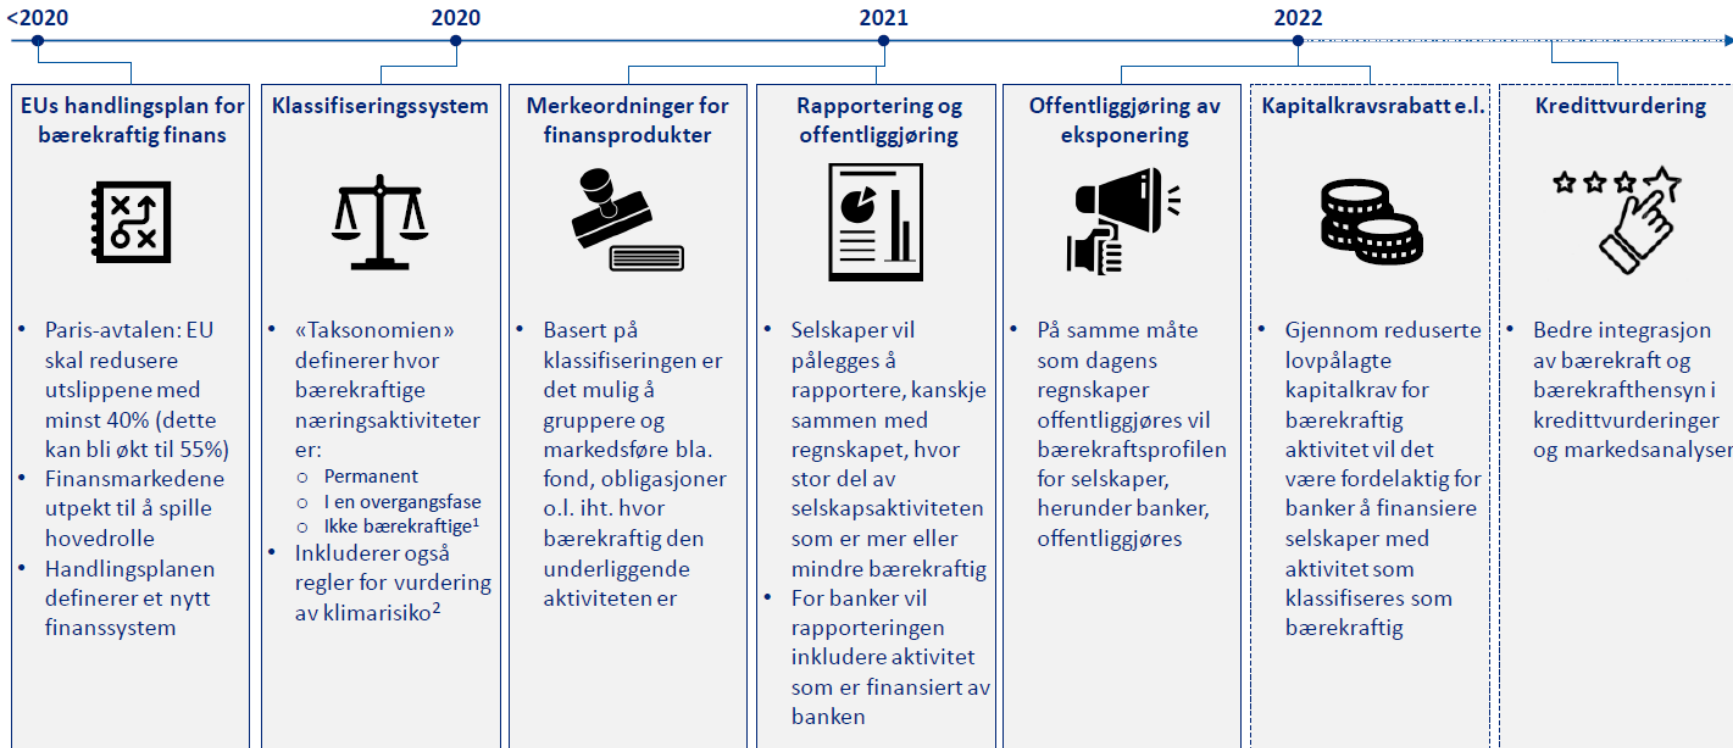 <2020
2020
2021
2022
EUs handlingsplan for
bærekraftig finans
• Paris-avtalen: EU
skal redusere
utslippene med
minst 40% (dette
kan bli økt til 55%)
• Finansmarkedene
utpekt til å spille
hovedrolle
• Handlingsplanen
definerer et nytt
finanssystem
Klassifiseringssystem
• «Taksonomien»
definerer hvor
bærekraftige
næringsaktiviteter
er:
o Permanent
o I en overgangsfase
o Ikke bærekraftige¹
• Inkluderer også
regler for vurdering
av klimarisiko²
Merkeordninger for
finansprodukter
• Basert på
klassifiseringen er
det mulig å
gruppere og
markedsføre bla.
fond, obligasjoner
o.l. iht. hvor
bærekraftig den
underliggende
aktiviteten er
Rapportering og
offentliggjøring
• Selskaper vil
pålegges å
rapportere, kanskje
sammen med
regnskapet, hvor
stor del av
selskapsaktiviteten
som er mer eller
mindre bærekraftig
• For banker vil
rapporteringen
inkludere aktivitet
som er finansiert av
banken
Offentliggjøring av
eksponering
• På samme måte
som dagens
regnskaper
offentliggjøres vil
bærekraftsprofilen
for selskaper,
herunder banker,
offentliggjøres
Kapitalkravsrabatt e.l.
• Gjennom reduserte
lovpålagte
kapitalkrav for
bærekraftig
aktivitet vil det
være fordelaktig for
banker å finansiere
selskaper med
aktivitet som
klassifiseres som
bærekraftig
Kredittvurdering
• Bedre integrasjon
av bærekraft og
bærekrafthensyn i
kredittvurderinger
og markedsanalyser